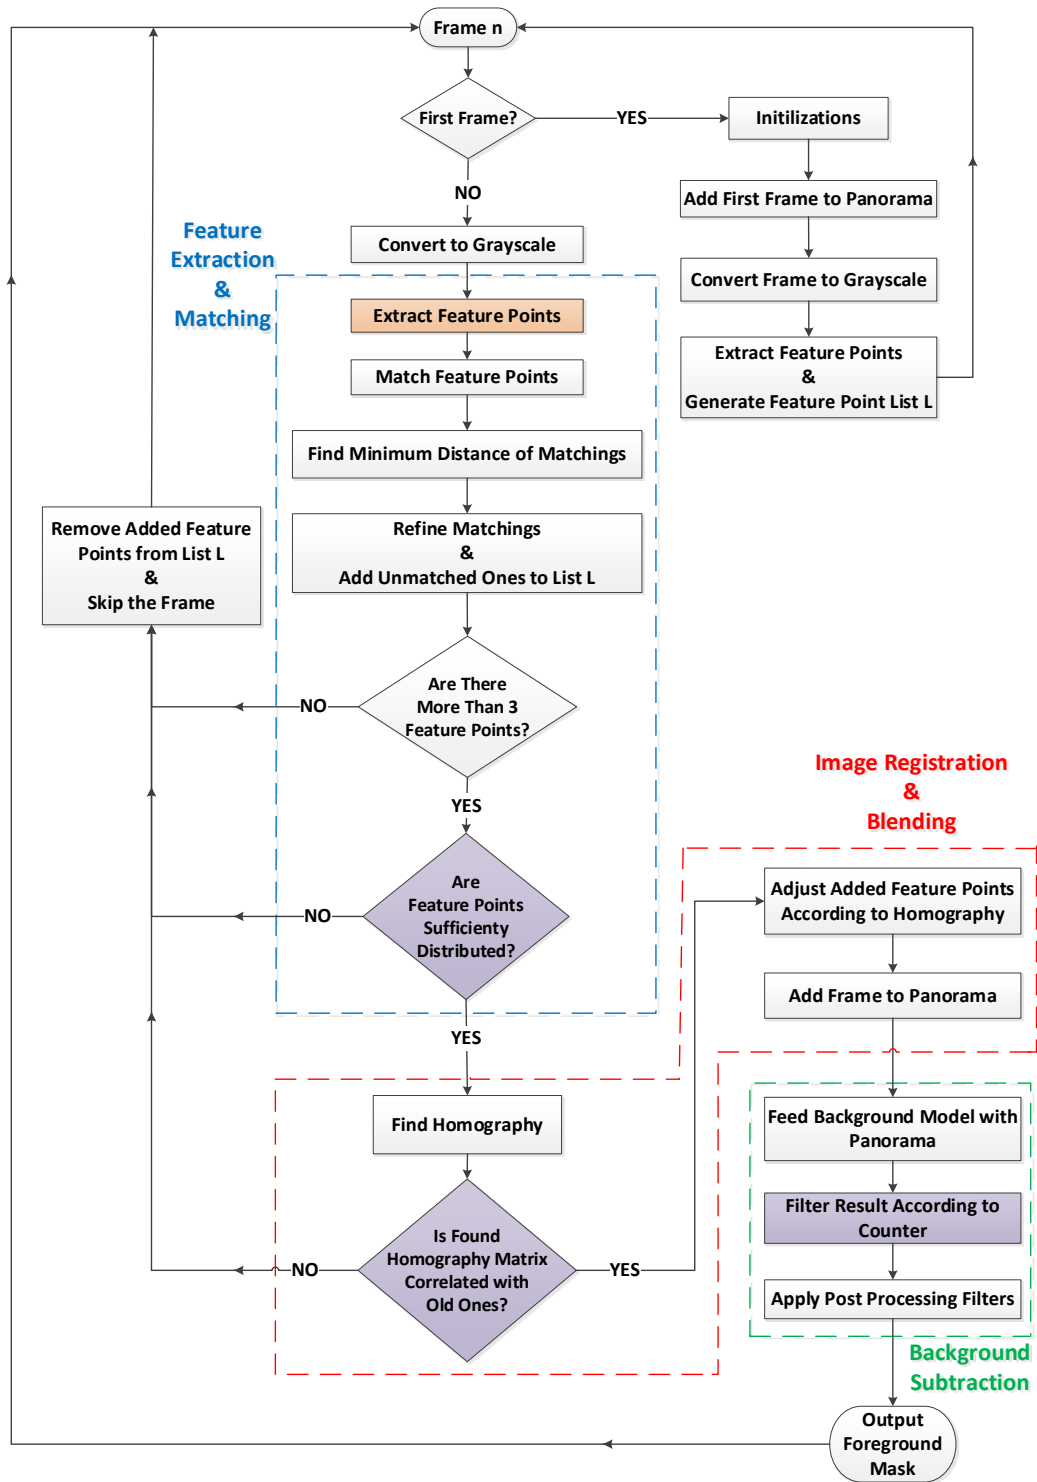 Frame n
First Frame?
YES
Initilizations
NO
Add First Frame to Panorama
Feature
Extraction
&
Matching
Convert to Grayscale
Convert Frame to Grayscale
Extract Feature Points
Match Feature Points
Extract Feature Points
&
Generate Feature Point List L
Find Minimum Distance of Matchings
Remove Added Feature
Points from List L
&
Skip the Frame
Refine Matchings
&
Add Unmatched Ones to List L
Are There
More Than 3
Feature Points?
NO
YES
Image Registration
&
Blending
Are
Feature Points
Sufficienty
Distributed?
NO
YES
Adjust Added Feature Points
According to Homography
Add Frame to Panorama
Find Homography
Feed Background Model with
Panorama
Is Found
Homography Matrix
Correlated with
Old Ones?
NO
YES
Filter Result According to
Counter
Apply Post Processing Filters
Background
Subtraction
Output
Foreground
Mask